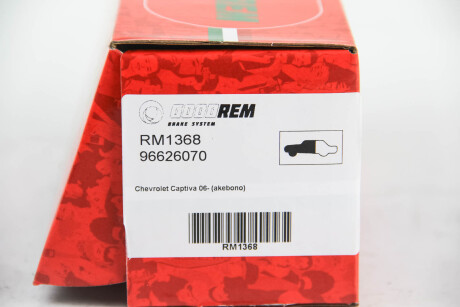 GOODREM
BRAKE SYSTEM
RM1368
96626070
Chevrolet Captiva 06- (akebono)
RM1368